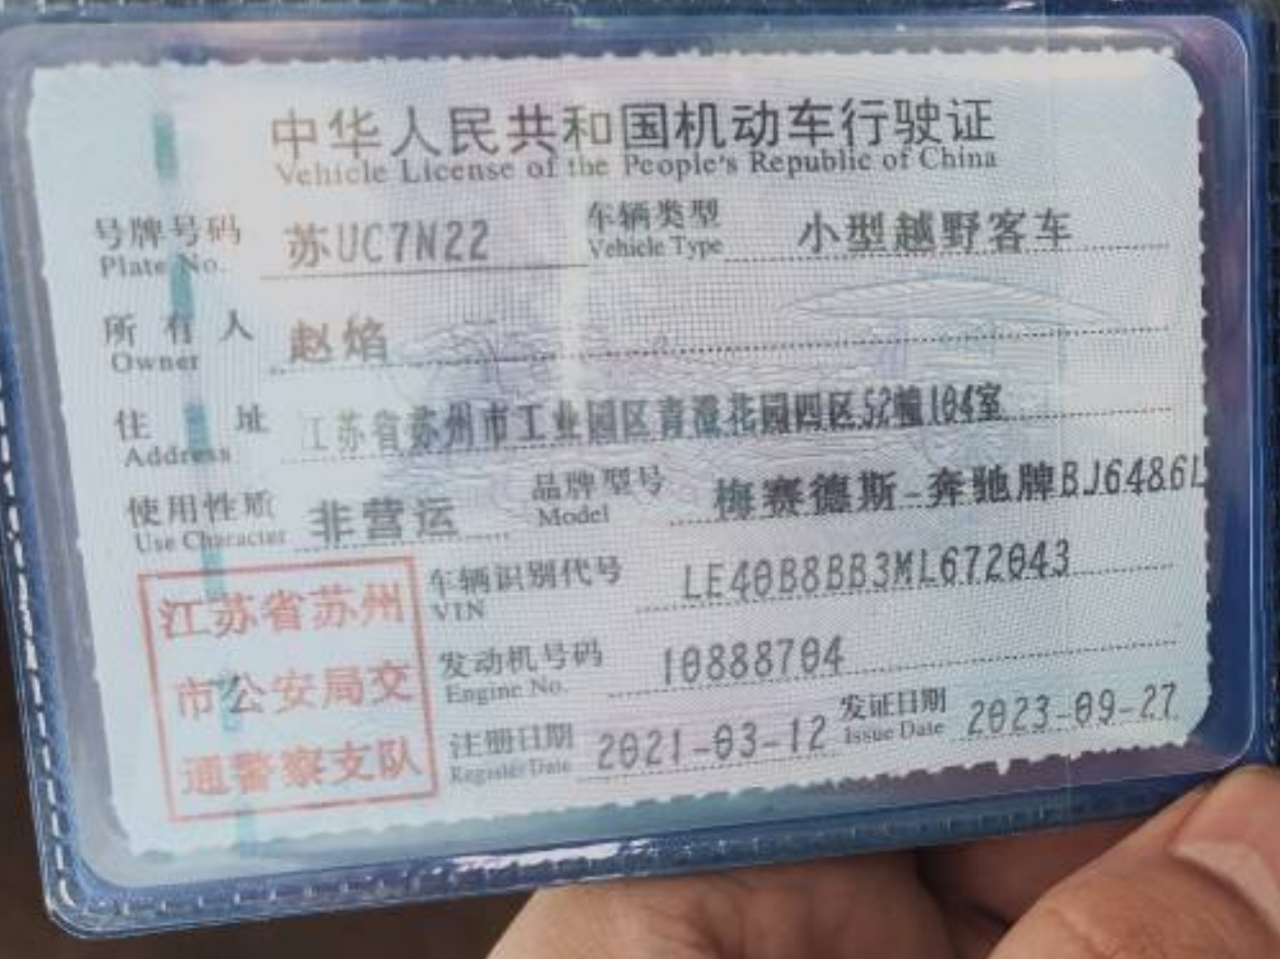 中华人民共和国机动车行驶证
Vehicle License of the People's Republic of China
号牌号码 苏UC7N22 车辆类型 小型越野客车
Plate No. Vehicle Type
所有人 赵焰
Owner
住址 江苏省苏州市工业园区青澄花园四区52幢104室
Address
使用性质 非营运 品牌型号 梅赛德斯-奔驰牌BJ6486L
Use Character Model
江苏省苏州
市公安局交
通警察支队
车辆识别代号 LE40B8BB3ML672043
VIN
发动机号码 10888704
Engine No.
注册日期 2021-03-12 发证日期 2023-09-27
Register Date Issue Date